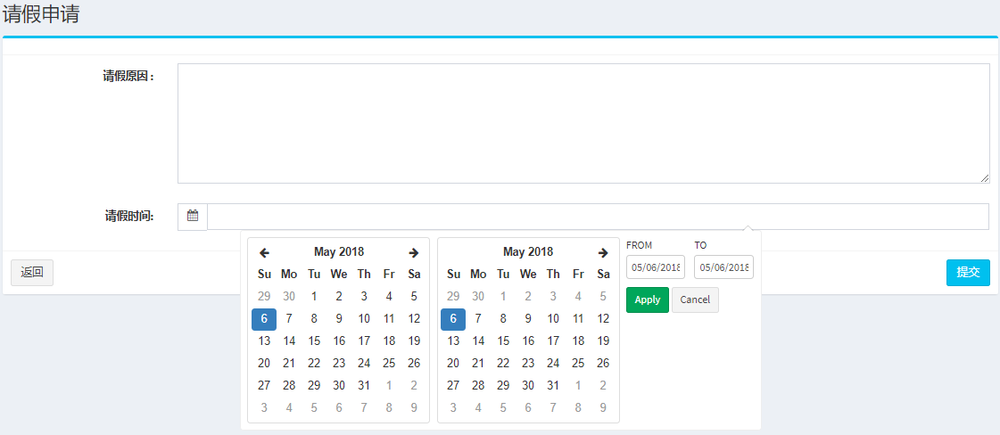 请假申请
请假原因：
请假时间:
May 2018
Su Mo Tu We Th Fr Sa
29 30 1 2 3 4 5
6 7 8 9 10 11 12
13 14 15 16 17 18 19
20 21 22 23 24 25 26
27 28 29 30 31 1 2
3 4 5 6 7 8 9
May 2018
Su Mo Tu We Th Fr Sa
29 30 1 2 3 4 5
6 7 8 9 10 11 12
13 14 15 16 17 18 19
20 21 22 23 24 25 26
27 28 29 30 31 1 2
3 4 5 6 7 8 9
FROM TO
05/06/2018 05/06/2018
Apply Cancel
返回 提交